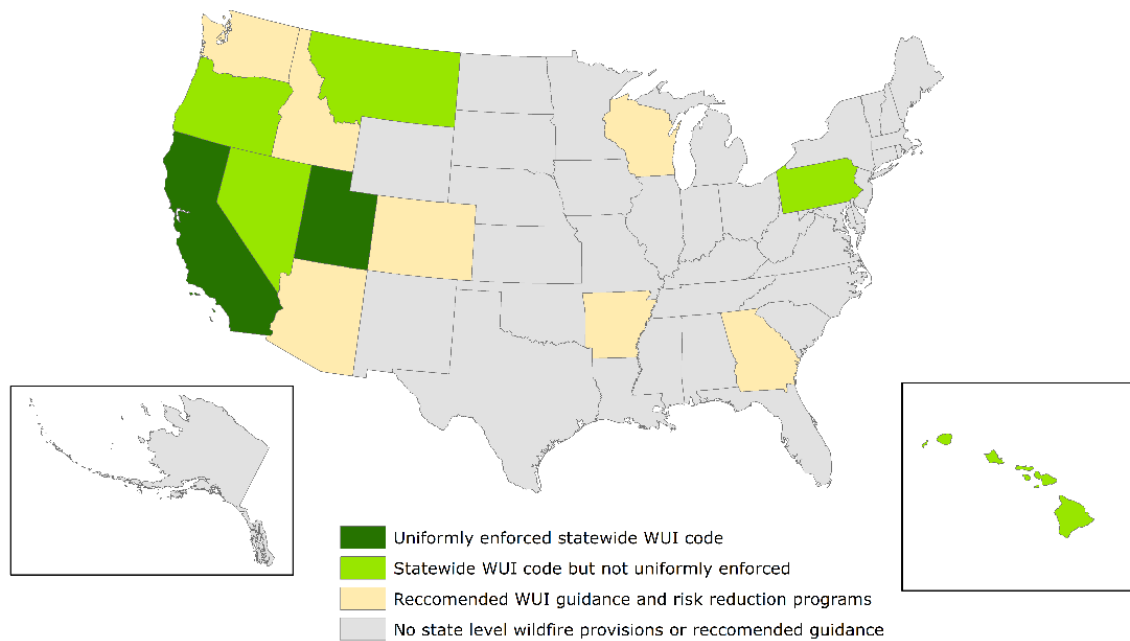 Uniformly enforced statewide WUI code
Statewide WUI code but not uniformly enforced
Reccomended WUI guidance and risk reduction programs
No state level wildfire provisions or reccomended guidance